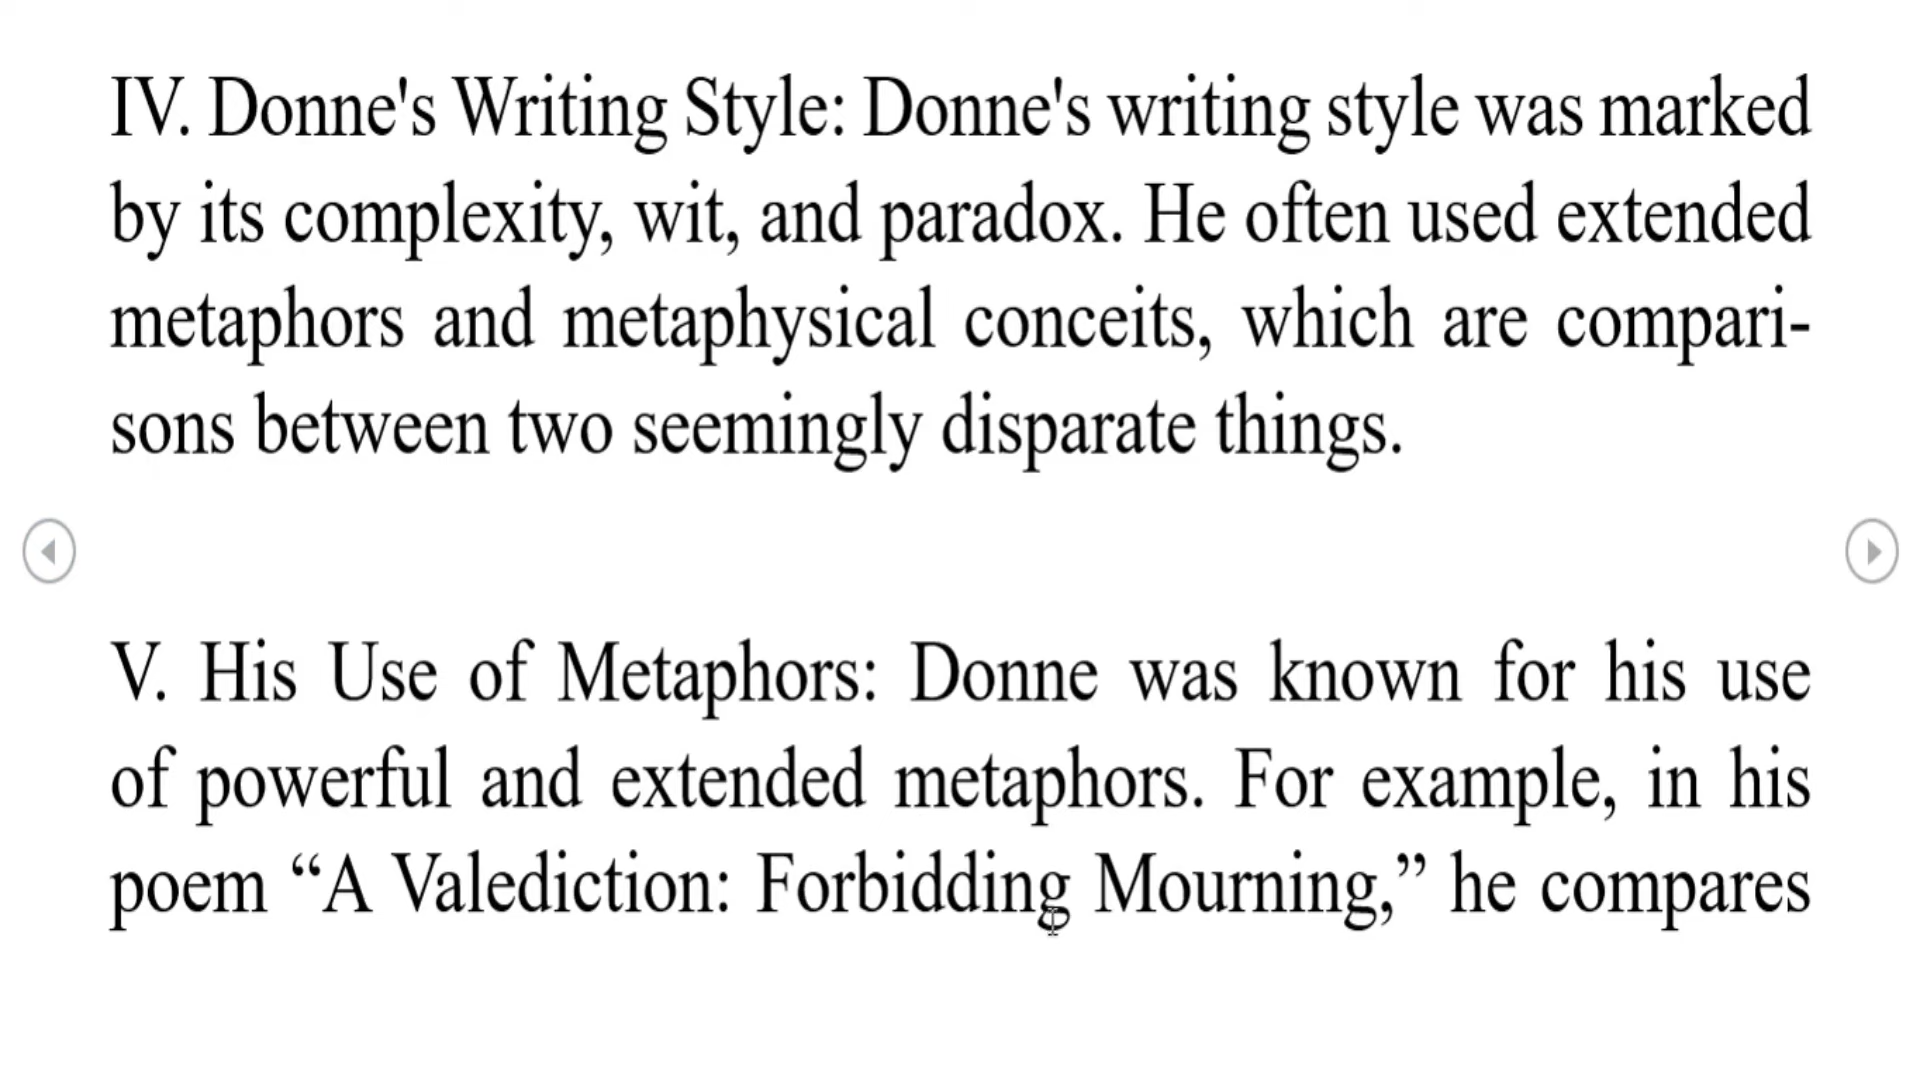 IV. Donne's Writing Style: Donne's writing style was marked
by its complexity, wit, and paradox. He often used extended
metaphors and metaphysical conceits, which are compari-
sons between two seemingly disparate things.
V. His Use of Metaphors: Donne was known for his use
of powerful and extended metaphors. For example, in his
poem “A Valediction: Forbidding Mourning,” he compares